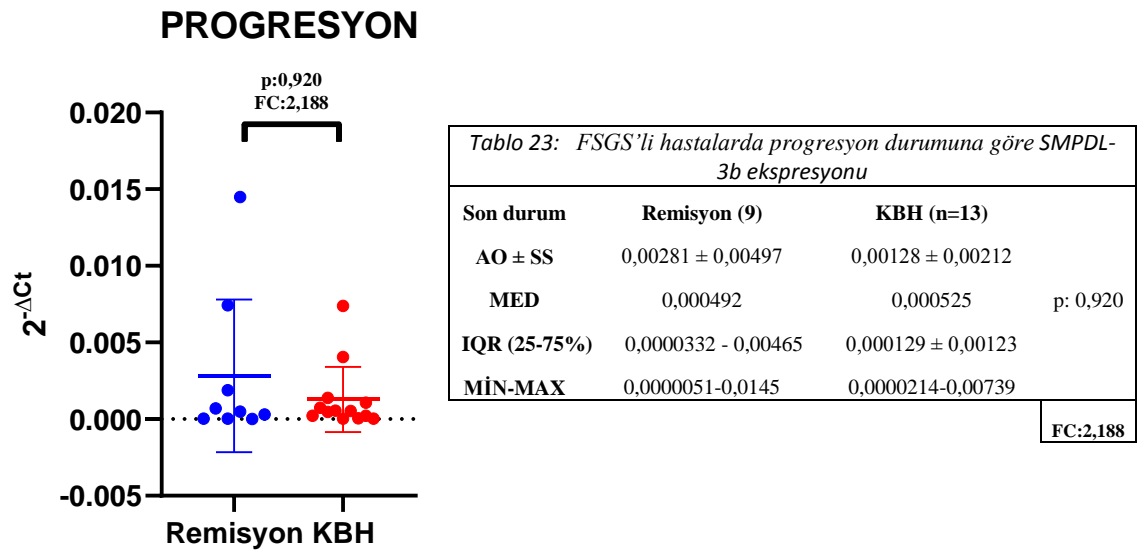 PROGRESYON
p:0,920
FC:2,188
0.020
0.015
0.010
0.005
0.000
-0.005
2^-ΔCt
Remisyon KBH
Tablo 23: FSGS'li hastalarda progresyon durumuna göre SMPDL-
3b ekspresyonu
Son durum Remisyon (9) KBH (n=13)
AO ± SS 0,00281 ± 0,00497 0,00128 ± 0,00212
MED 0,000492 0,000525 p: 0,920
IQR (25-75%) 0,0000332 - 0,00465 0,000129 ± 0,00123
MİN-MAX 0,0000051-0,0145 0,0000214-0,00739
FC:2,188